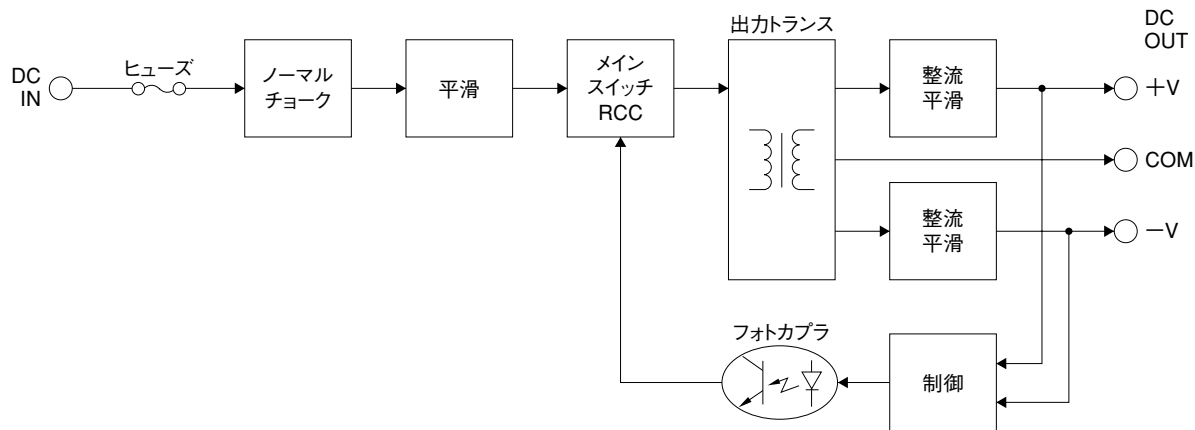 DC
IN
ヒューズ
ノーマル
チョーク
平滑
メイン
スイッチ
RCC
出力トランス
整流
平滑
DC
OUT
＋V
COM
整流
平滑
－V
フォトカプラ
制御